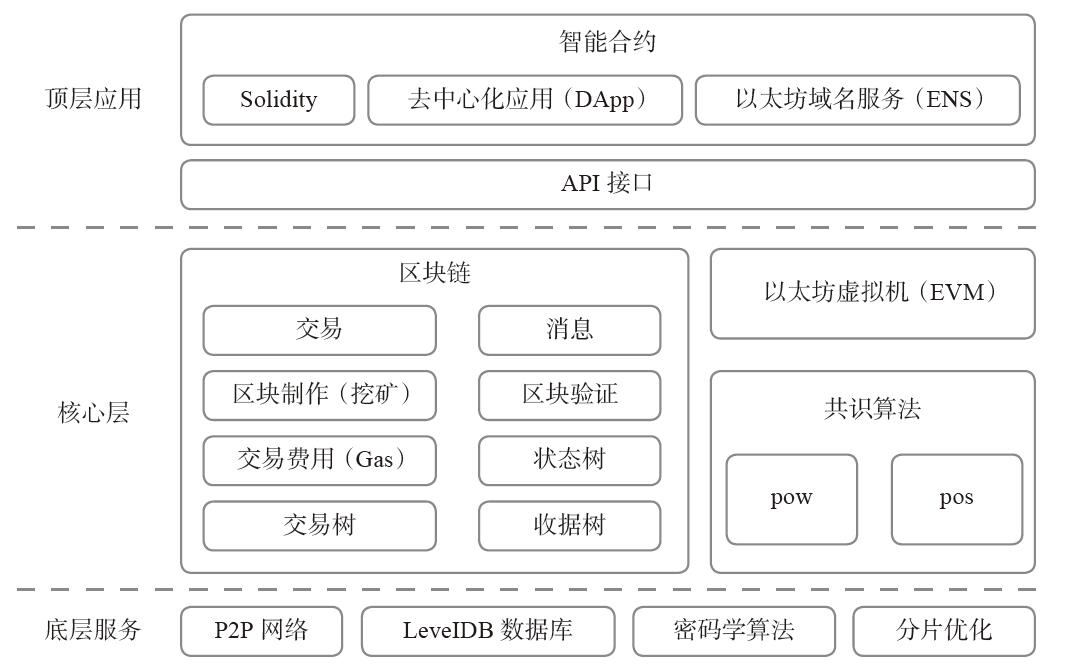 智能合约
顶层应用
Solidity
去中心化应用（DApp）
以太坊域名服务（ENS）
API 接口
区块链
交易
消息
区块制作（挖矿）
区块验证
交易费用（Gas）
状态树
交易树
收据树
以太坊虚拟机（EVM）
核心层
共识算法
pow
pos
底层服务
P2P 网络
LeveIDB 数据库
密码学算法
分片优化